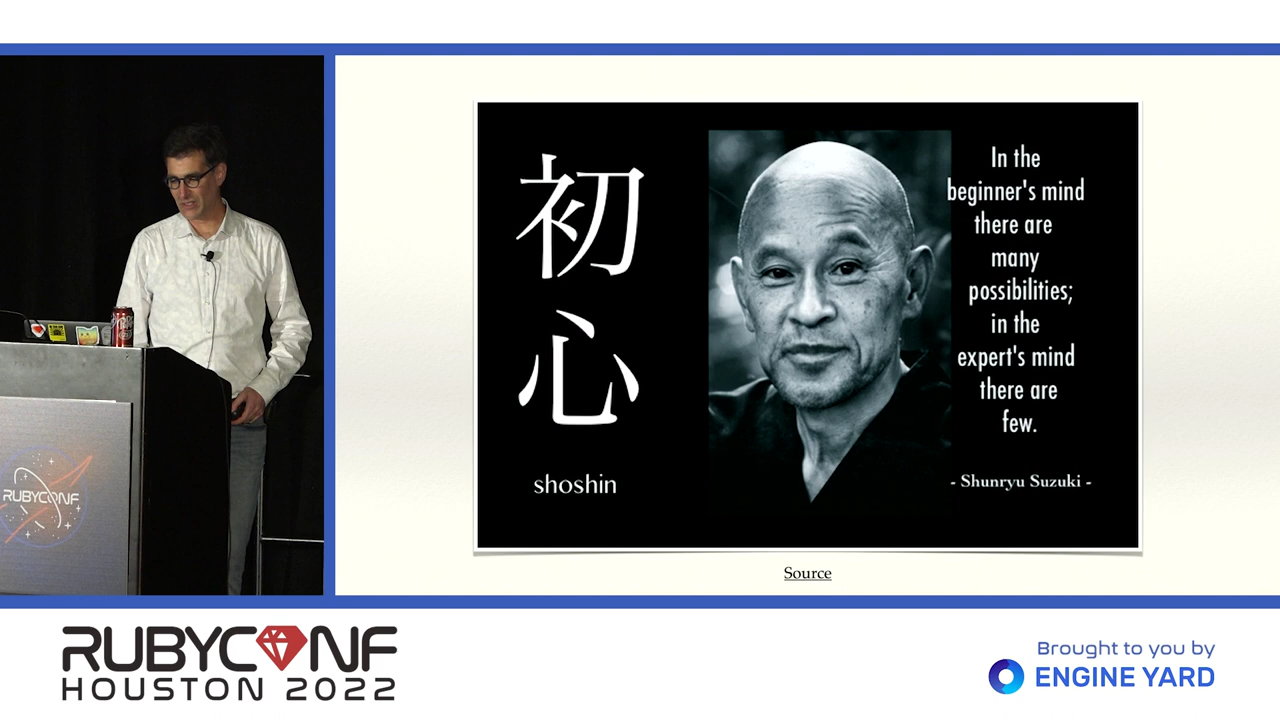 初
心
shoshin
In the
beginner's mind
there are
many
possibilities;
in the
expert's mind
there are
few.
- Shunryu Suzuki -
Source
RUBYCONF
RUBYCONF
HOUSTON 2022
Brought to you by
ENGINE YARD